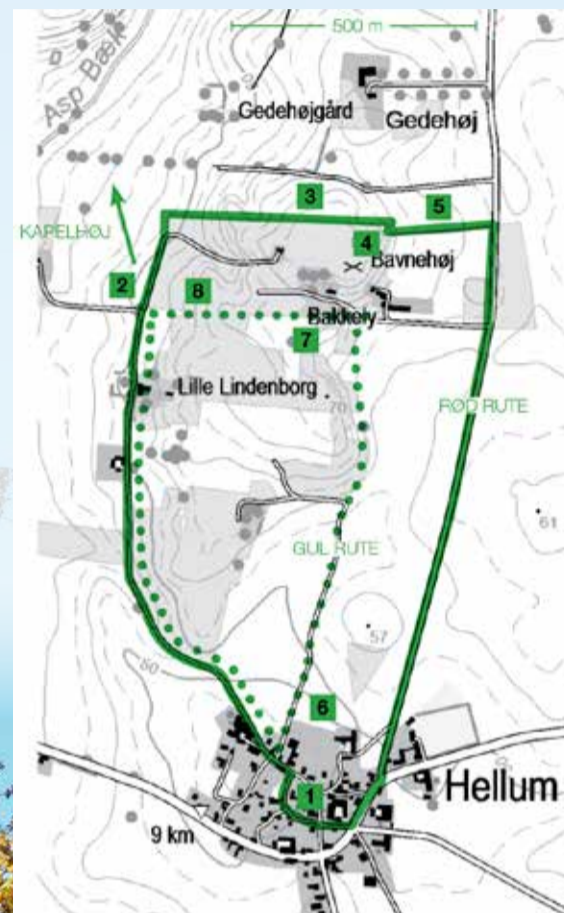 500 m
Asp Bæk
Gedehøjgård
Gedehøj
3
5
KAPELHØJ
4
Bavnehøj
2
8
Bakkely
7
Lille Lindenborg
70
RØD RUTE
61
GUL RUTE
57
50
6
1
Hellum
9 km